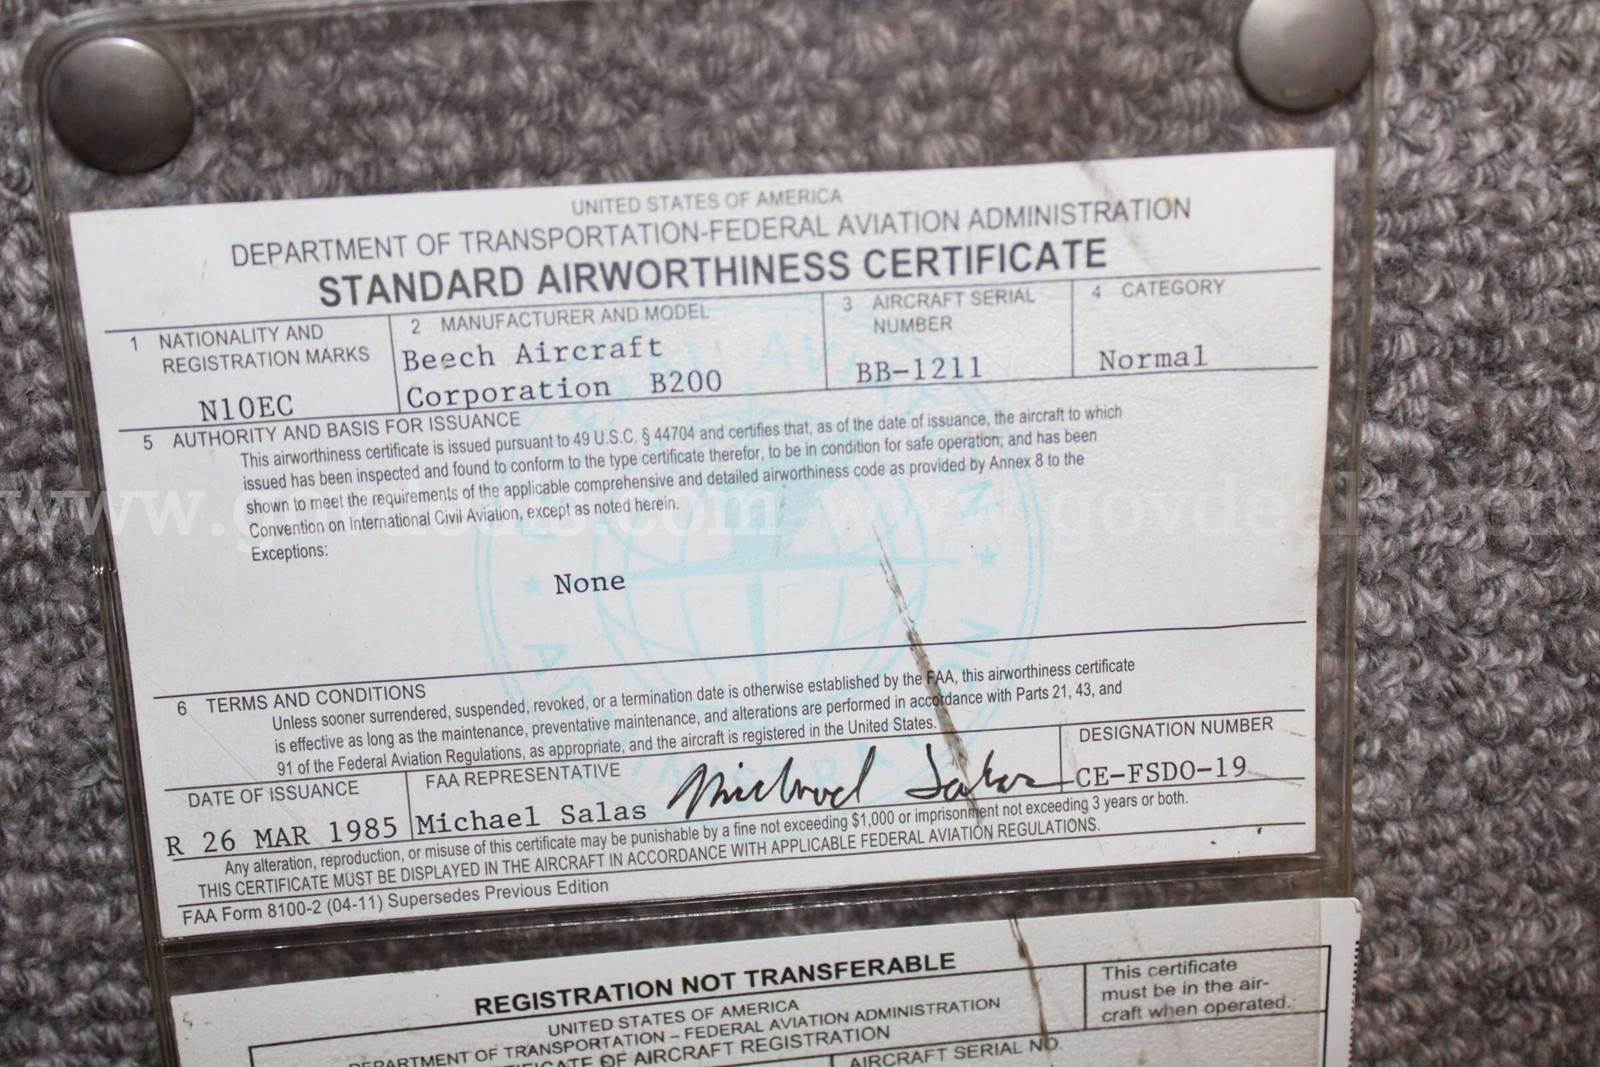 UNITED STATES OF AMERICA
DEPARTMENT OF TRANSPORTATION-FEDERAL AVIATION ADMINISTRATION
STANDARD AIRWORTHINESS CERTIFICATE
1 NATIONALITY AND
REGISTRATION MARKS
N10EC
2 MANUFACTURER AND MODEL
Beech Aircraft
Corporation B200
3 AIRCRAFT SERIAL
NUMBER
BB-1211
4 CATEGORY
Normal
5 AUTHORITY AND BASIS FOR ISSUANCE
This airworthiness certificate is issued pursuant to 49 U.S.C. § 44704 and certifies that, as of the date of issuance, the aircraft to which
issued has been inspected and found to conform to the type certificate therefor, to be in condition for safe operation, and has been
shown to meet the requirements of the applicable comprehensive and detailed airworthiness code as provided by Annex 8 to the
Convention on International Civil Aviation, except as noted herein.
Exceptions:
None
www.govdeals.com www.govdeals.com
6 TERMS AND CONDITIONS
Unless sooner surrendered, suspended, revoked, or a termination date is otherwise established by the FAA, this airworthiness certificate
is effective as long as the maintenance, preventative maintenance, and alterations are performed in accordance with Parts 21, 43, and
91 of the Federal Aviation Regulations, as appropriate, and the aircraft is registered in the United States.
DATE OF ISSUANCE
R 26 MAR 1985
FAA REPRESENTATIVE
Michael Salas Michael Salas
DESIGNATION NUMBER
CE-FSDO-19
Any alteration, reproduction, or misuse of this certificate may be punishable by a fine not exceeding $1,000 or imprisonment not exceeding 3 years or both.
THIS CERTIFICATE MUST BE DISPLAYED IN THE AIRCRAFT IN ACCORDANCE WITH APPLICABLE FEDERAL AVIATION REGULATIONS.
FAA Form 8100-2 (04-11) Supersedes Previous Edition
REGISTRATION NOT TRANSFERABLE
UNITED STATES OF AMERICA
DEPARTMENT OF TRANSPORTATION – FEDERAL AVIATION ADMINISTRATION
CERTIFICATE OF AIRCRAFT REGISTRATION
This certificate
must be in the air-
craft when operated.
AIRCRAFT SERIAL NO.